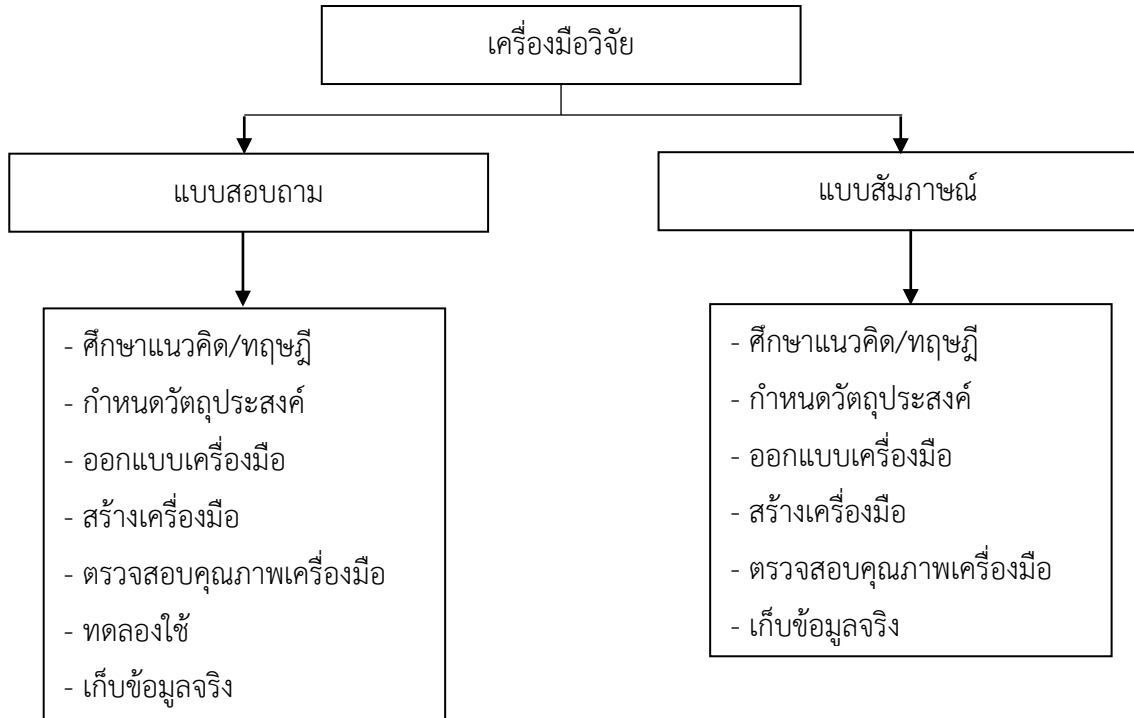 เครื่องมือวิจัย
แบบสอบถาม
แบบสัมภาษณ์
- ศึกษาแนวคิด/ทฤษฎี
- กำหนดวัตถุประสงค์
- ออกแบบเครื่องมือ
- สร้างเครื่องมือ
- ตรวจสอบคุณภาพเครื่องมือ
- ทดลองใช้
- เก็บข้อมูลจริง
- ศึกษาแนวคิด/ทฤษฎี
- กำหนดวัตถุประสงค์
- ออกแบบเครื่องมือ
- สร้างเครื่องมือ
- ตรวจสอบคุณภาพเครื่องมือ
- เก็บข้อมูลจริง